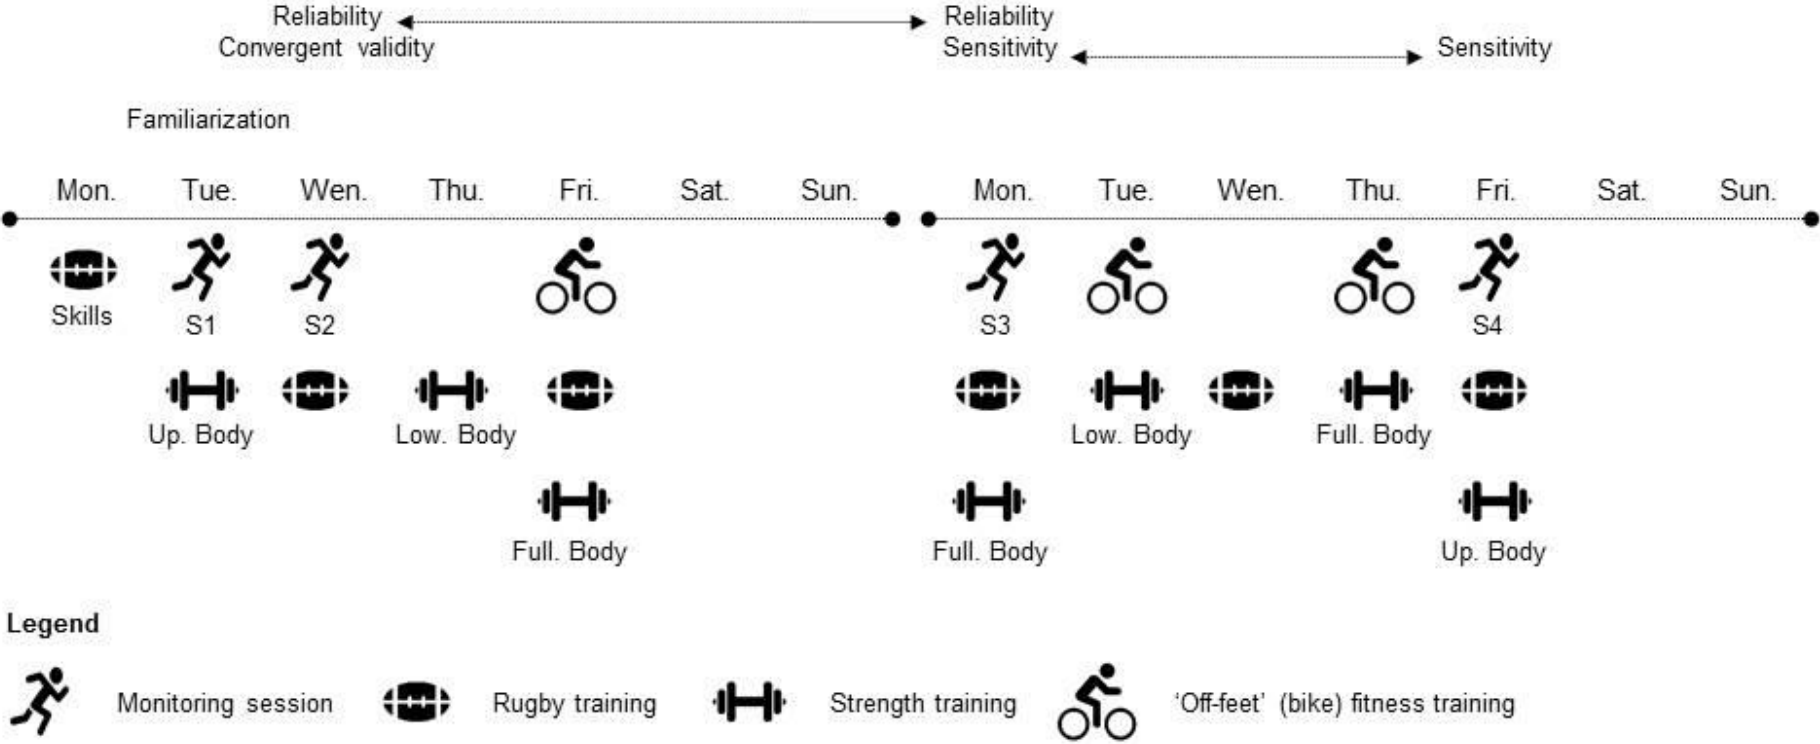 Reliability Reliability
Convergent validity Sensitivity Sensitivity
Familiarization
Mon. Tue. Wen. Thu. Fri. Sat. Sun. Mon. Tue. Wen. Thu. Fri. Sat. Sun.
Skills S1 S2 S3 S4
Up. Body Low. Body Low. Body Full. Body
Full. Body Full. Body Up. Body
Legend
Monitoring session Rugby training Strength training ‘Off-feet’ (bike) fitness training